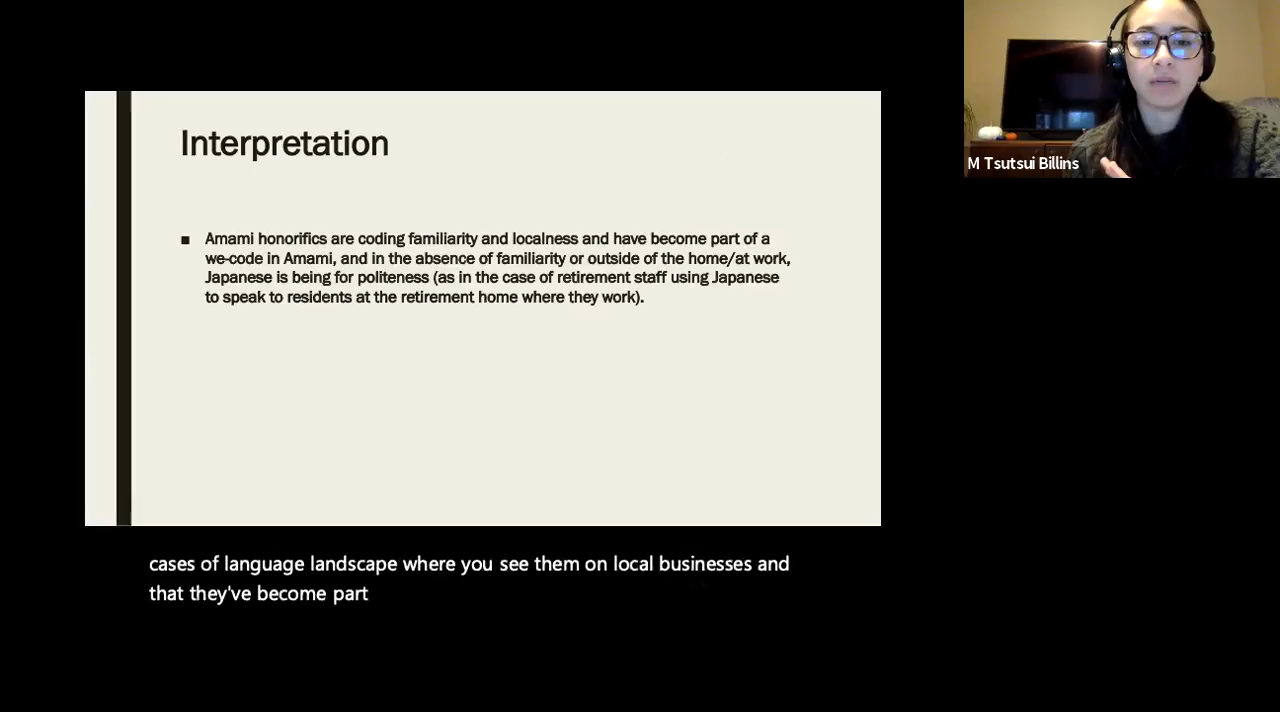 Interpretation
■ Amami honorifics are coding familiarity and localness and have become part of a
we-code in Amami, and in the absence of familiarity or outside of the home/at work,
Japanese is being for politeness (as in the case of retirement staff using Japanese
to speak to residents at the retirement home where they work).
M Tsutsui Billins
cases of language landscape where you see them on local businesses and
that they've become part